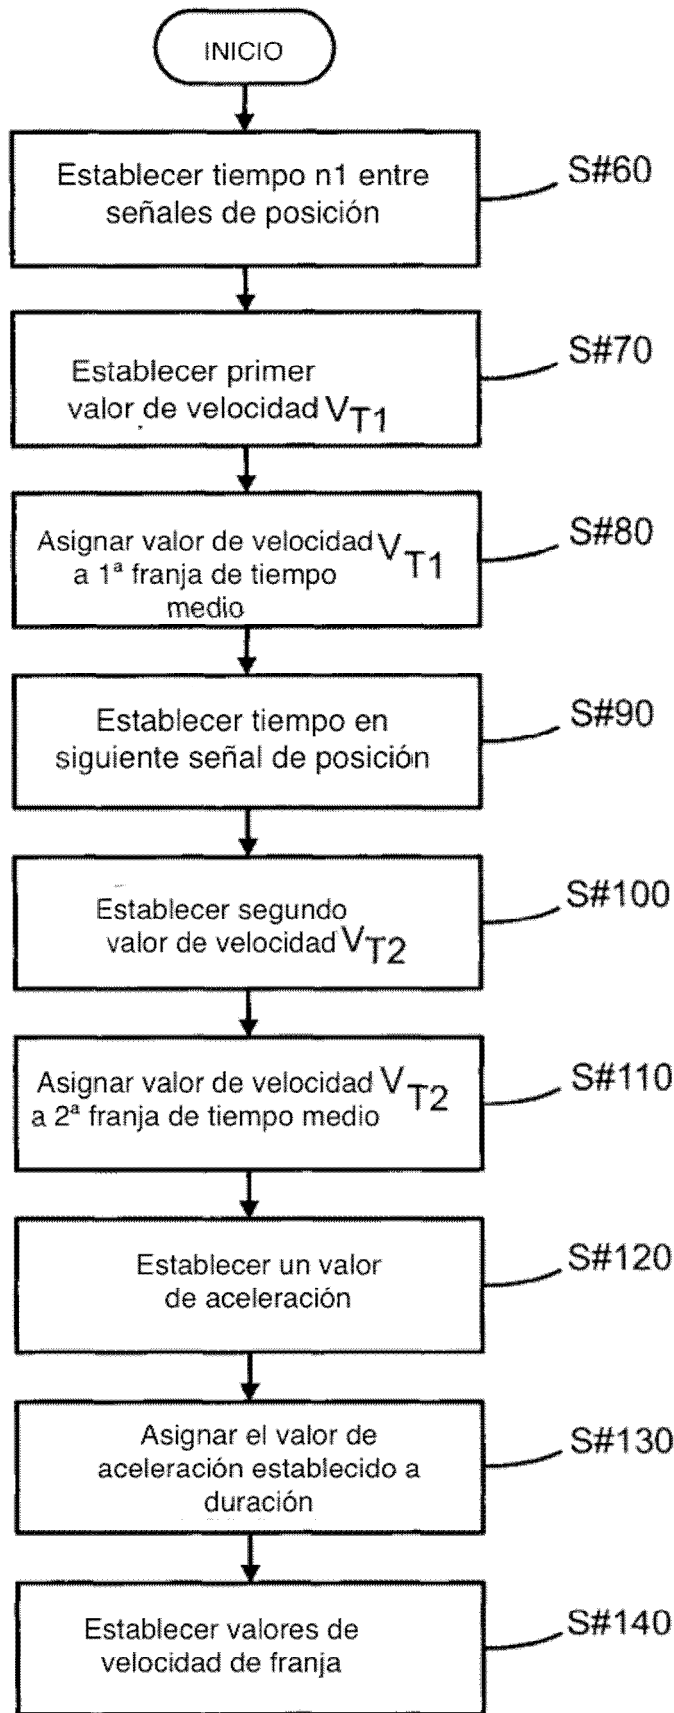 INICIO
Establecer tiempo n1 entre
señales de posición
S#60
Establecer primer
valor de velocidad VT1
S#70
Asignar valor de velocidad VT1
a 1ª franja de tiempo
medio
S#80
Establecer tiempo en
siguiente señal de posición
S#90
Establecer segundo
valor de velocidad VT2
S#100
Asignar valor de velocidad VT2
a 2ª franja de tiempo medio
S#110
Establecer un valor
de aceleración
S#120
Asignar el valor de
aceleración establecido a
duración
S#130
Establecer valores de
velocidad de franja
S#140